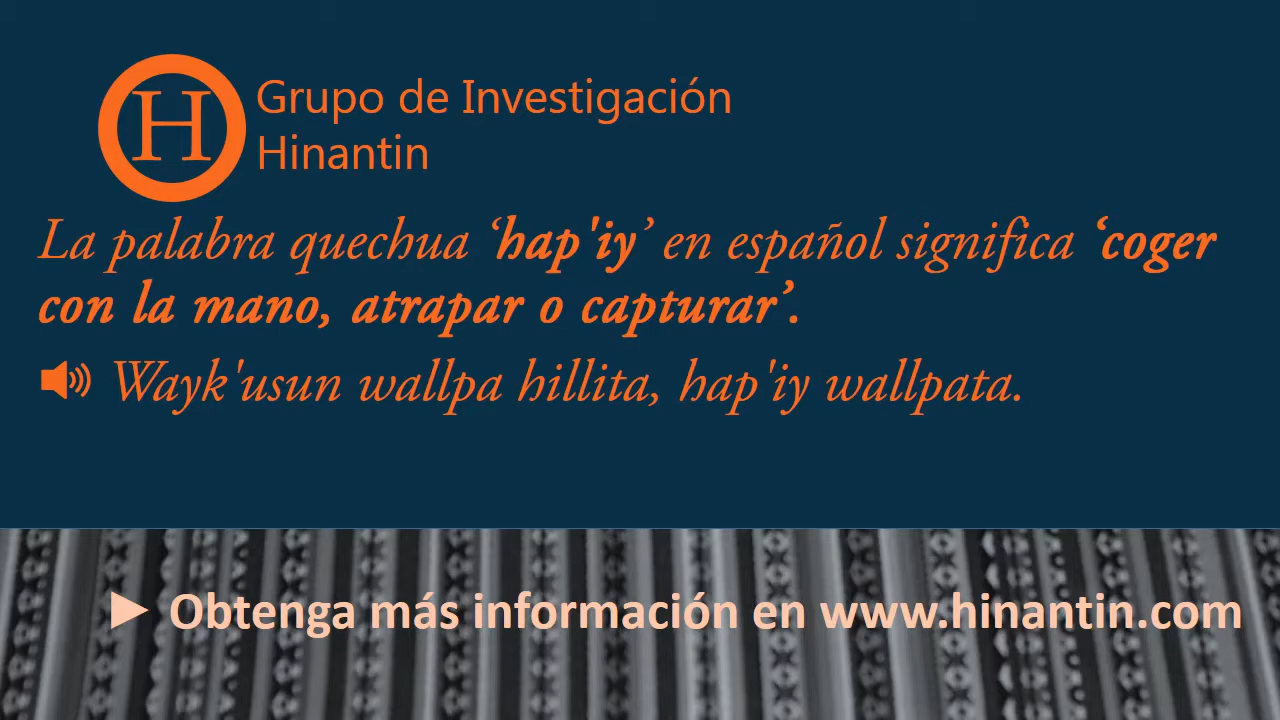 H
Grupo de Investigación
Hinantin
La palabra quechua ‘hap'iy’ en español significa ‘coger
con la mano, atrapar o capturar’.
Wayk'usun wallpa hillita, hap'iy wallpata.
Obtenga más información en www.hinantin.com